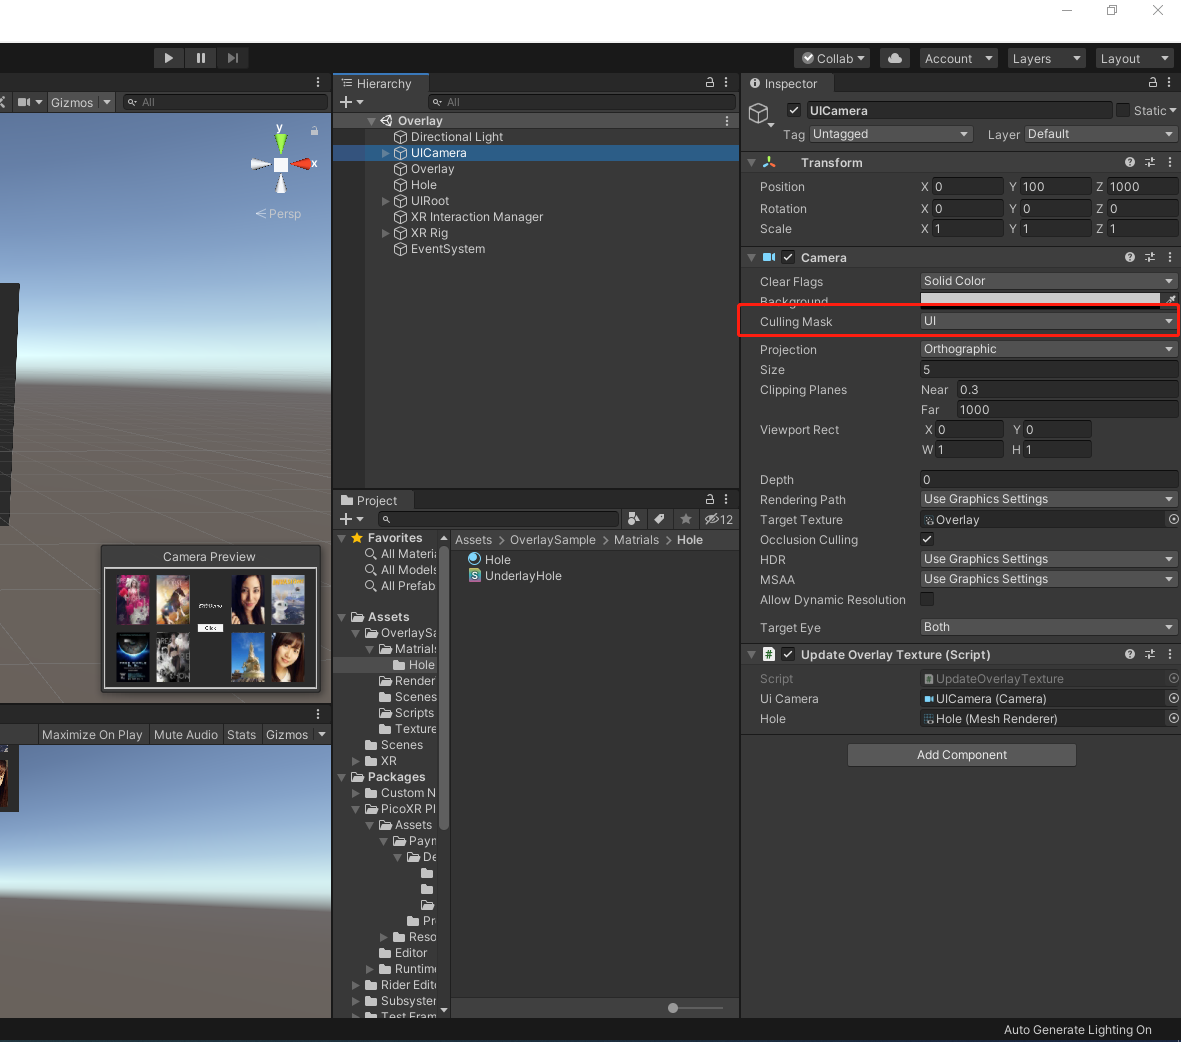 Collab
Account
Layers
Layout
Gizmos
All
y
x
Persp
Hierarchy
All
Overlay
Directional Light
UICamera
Overlay
Hole
UIRoot
XR Interaction Manager
XR Rig
EventSystem
Inspector
UICamera
Static
Tag Untagged
Layer Default
Transform
Position X 0 Y 100 Z 1000
Rotation X 0 Y 0 Z 0
Scale X 1 Y 1 Z 1
Camera
Clear Flags Solid Color
Background
Culling Mask UI
Projection Orthographic
Size 5
Clipping Planes Near 0.3
Far 1000
Viewport Rect X 0 Y 0
W 1 H 1
Depth 0
Rendering Path Use Graphics Settings
Target Texture Overlay
Occlusion Culling
HDR Use Graphics Settings
MSAA Use Graphics Settings
Allow Dynamic Resolution
Target Eye Both
# Update Overlay Texture (Script)
Script # UpdateOverlayTexture
Ui Camera UICamera (Camera)
Hole Hole (Mesh Renderer)
Add Component
Camera Preview
Click
Maximize On Play Mute Audio Stats Gizmos
Project
12
Favorites
All Materia
All Models
All Prefab
Assets
OverlaySa
Matrials
Hole
Render
Scenes
Scripts
Texture
Scenes
XR
Packages
Custom N
PicoXR Pl
Assets
Payn
De
Pr
Reso
Editor
Runtime
Rider Edit
Subsyster
Test Fram
Assets > OverlaySample > Matrials > Hole
Hole
S UnderlayHole
Auto Generate Lighting On